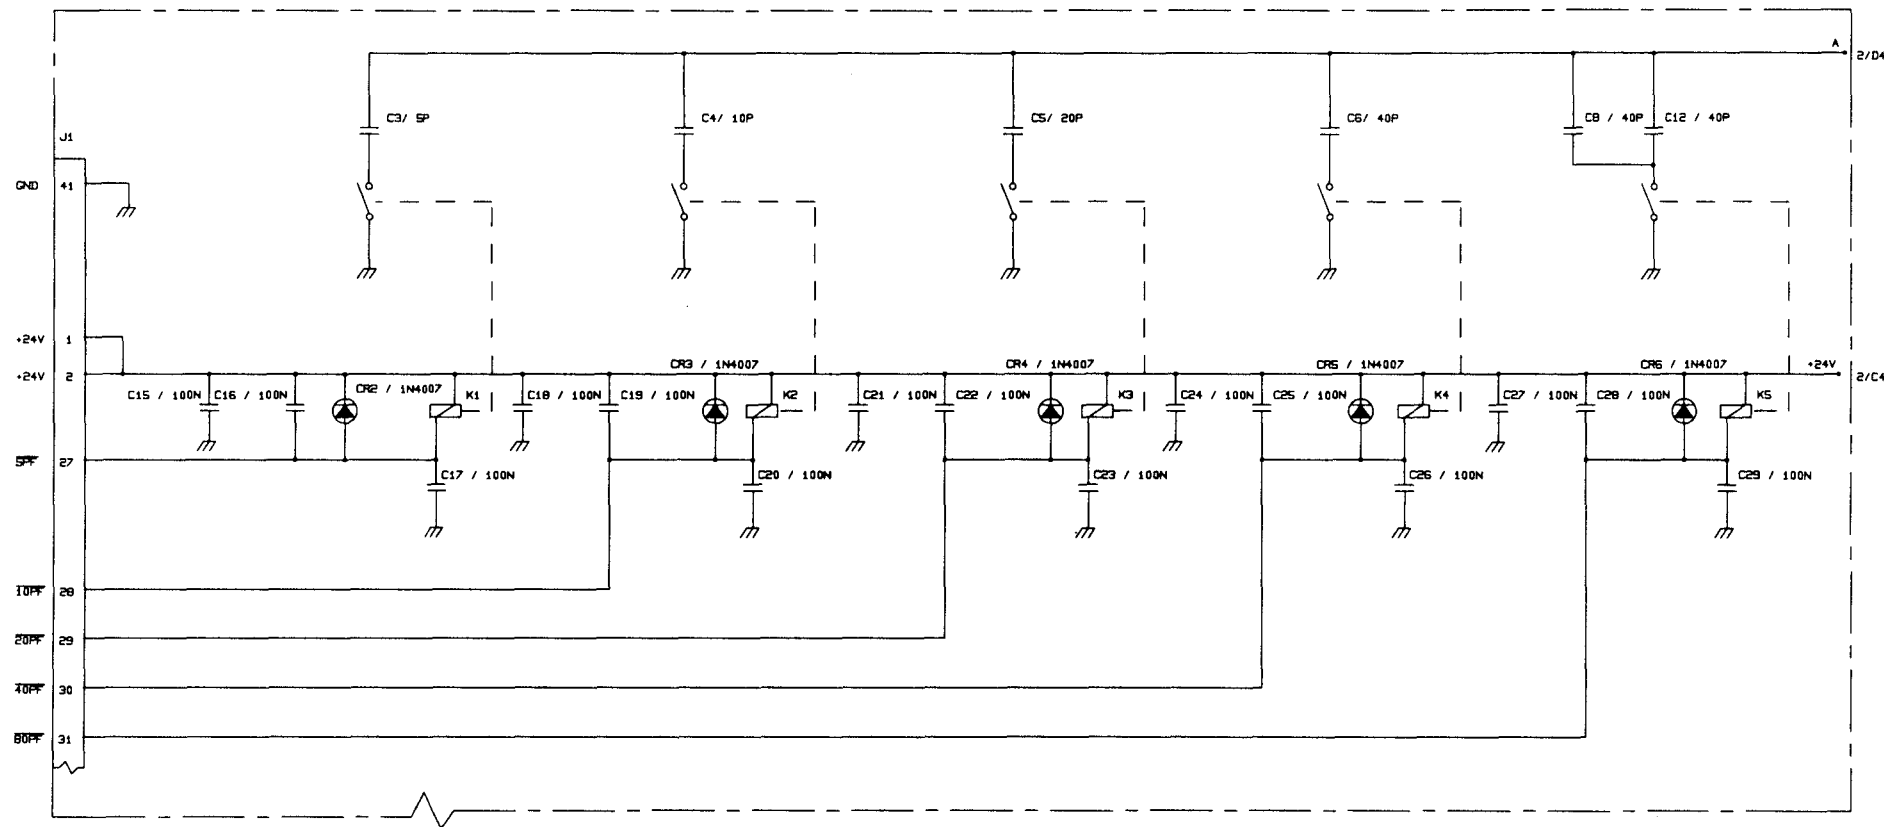 A
2/D4
C3/ 5P
C4/ 10P
C5/ 20P
C6/ 40P
C8 / 40P
C12 / 40P
J1
GND 41
+24V 1
+24V 2
CR2 / 1N4007
CR3 / 1N4007
CR4 / 1N4007
CR5 / 1N4007
CR6 / 1N4007
+24V
2/C4
C15 / 100N
C16 / 100N
K1
C18 / 100N
C19 / 100N
K2
C21 / 100N
C22 / 100N
K3
C24 / 100N
C25 / 100N
K4
C27 / 100N
C28 / 100N
K5
5PF 27
C17 / 100N
C20 / 100N
C23 / 100N
C26 / 100N
C29 / 100N
10PF 28
20PF 29
40PF 30
80PF 31